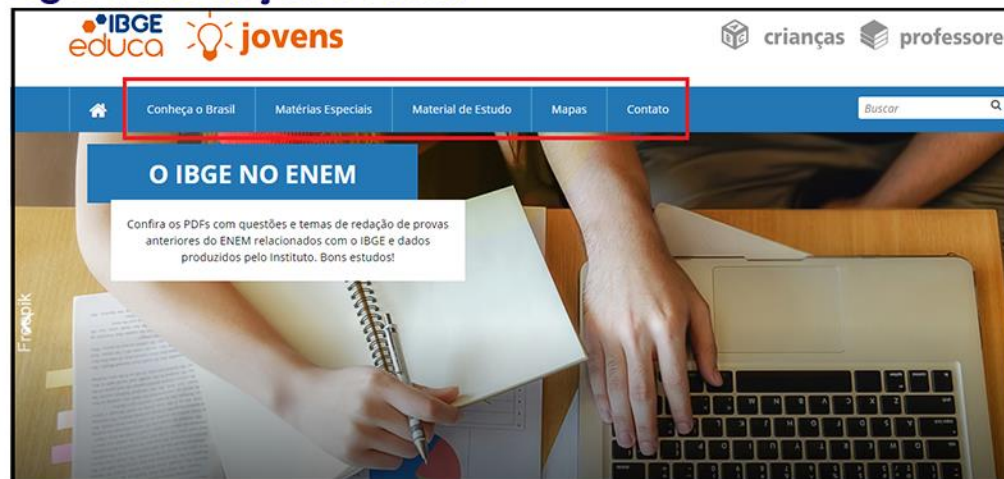 IBGE
educa
jovens
crianças
professore
Conheça o Brasil
Matérias Especiais
Material de Estudo
Mapas
Contato
Buscar
O IBGE NO ENEM
Confira os PDFs com questões e temas de redação de provas
anteriores do ENEM relacionados com o IBGE e dados
produzidos pelo Instituto. Bons estudos!